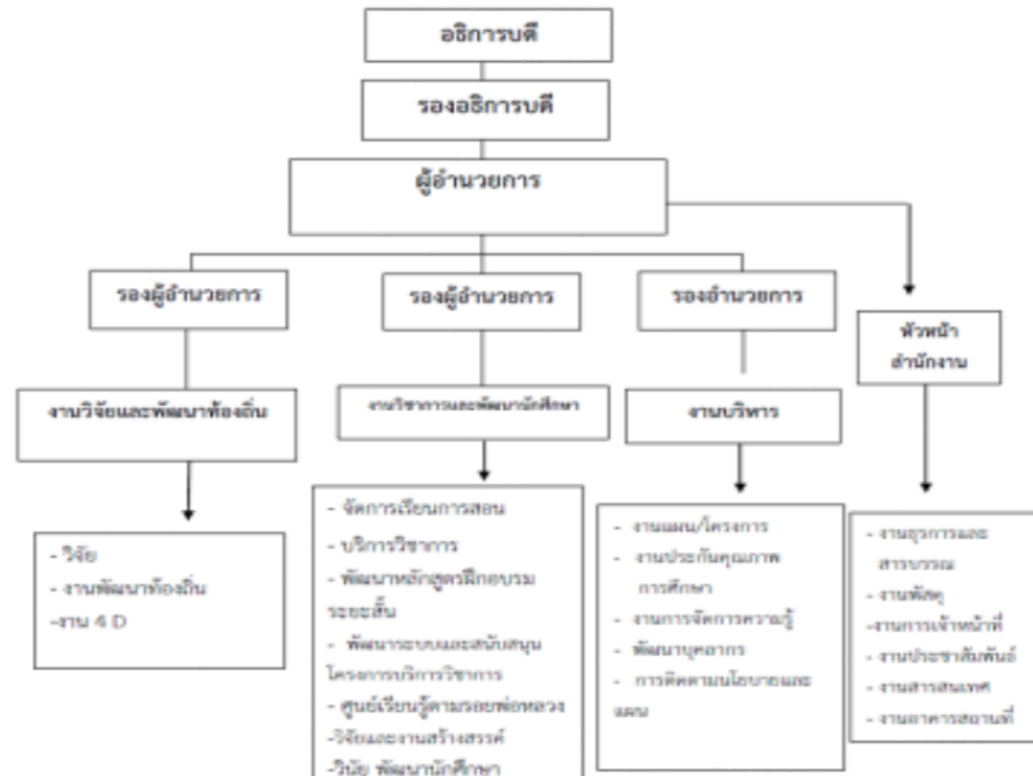 อธิการบดี
รองอธิการบดี
ผู้อำนวยการ
รองผู้อำนวยการ
รองผู้อำนวยการ
รองอำนวยการ
หัวหน้า
สำนักงาน
งานวิจัยและพัฒนาท้องถิ่น
งานวิชาการและพัฒนานักศึกษา
งานบริหาร
- วิจัย
- งานพัฒนาท้องถิ่น
-งาน 4 D
- จัดการเรียนการสอน
- บริการวิชาการ
- พัฒนาหลักสูตรฝึกอบรม
ระยะสั้น
- พัฒนาระบบและสนับสนุน
โครงการบริการวิชาการ
- ศูนย์เรียนรู้ตามรอยพ่อหลวง
-วิจัยและงานสร้างสรรค์
-วินัย พัฒนานักศึกษา
- งานแผน/โครงการ
- งานประกันคุณภาพ
การศึกษา
- งานการจัดการความรู้
- พัฒนาบุคลากร
- การติดตามนโยบายและ
แผน
- งานธุรการและ
สารบรรณ
- งานพัสดุ
-งานการเจ้าหน้าที่
- งานประชาสัมพันธ์
- งานสารสนเทศ
- งานอาคารสถานที่